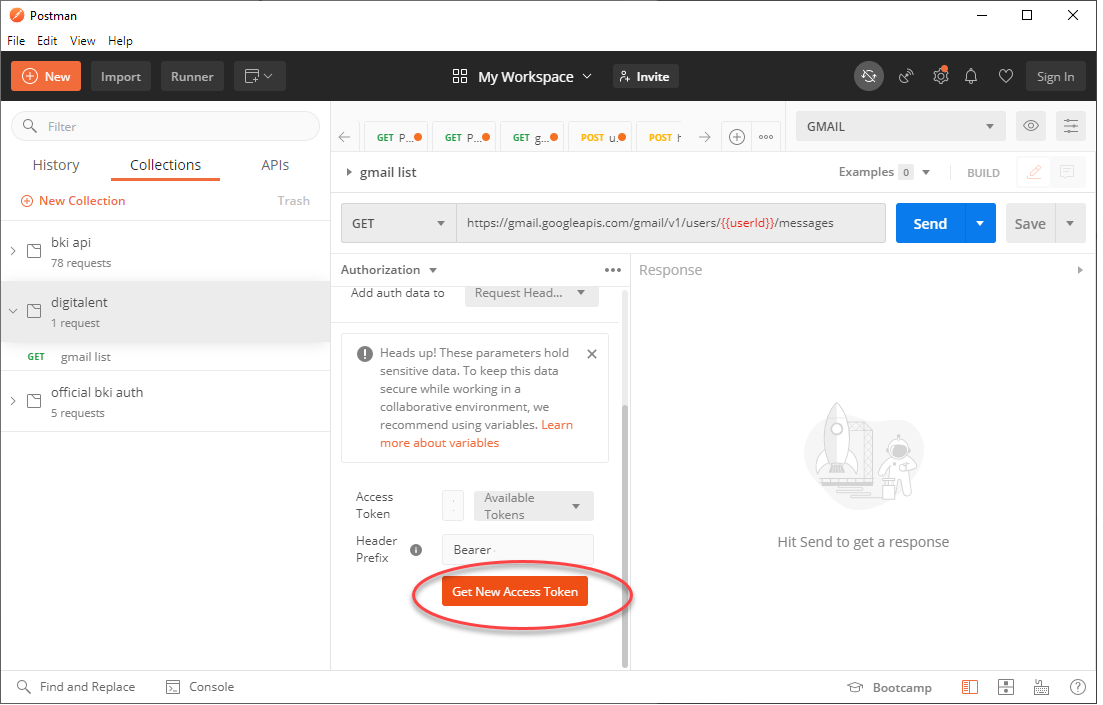 Postman
File Edit View Help
New Import Runner My Workspace Invite Sign In
Filter
History Collections APIs
New Collection Trash
bki api
78 requests
digitalent
1 request
GET gmail list
official bki auth
5 requests
GET P... GET P... GET g... POST u. POST
GMAIL
gmail list
Examples 0 BUILD
GET https://gmail.googleapis.com/gmail/v1/users/{{userId}}/messages Send Save
Authorization
Add auth data to Request Head...
Heads up! These parameters hold
sensitive data. To keep this data
secure while working in a
collaborative environment, we
recommend using variables. Learn
more about variables
Access
Token
Available
Tokens
Header
Prefix
Bearer
Get New Access Token
Response
Hit Send to get a response
Find and Replace Console Bootcamp